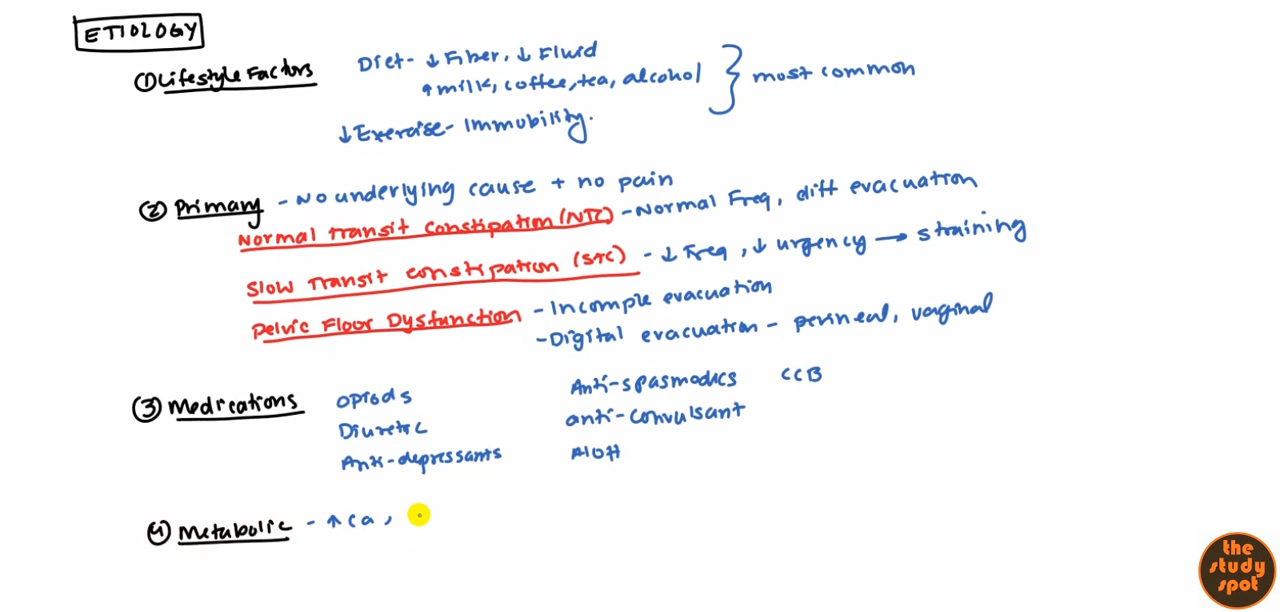 ETIOLOGY
① Lifestyle Factors
Diet- ↓ Fiber, ↓ Fluid
↑ milk, coffee, tea, alcohol } most common
↓ Exercise- Immobility.
② Primary - No underlying cause + no pain
Normal Transit Constipation (NTC) - Normal Freq, diff evacuation
Slow Transit constipation (STC) - ↓ Freq, ↓ urgency → straining
Pelvic Floor Dysfunction - Incomple evacuation
- Digital evacuation - perineal, vaginal
③ Medications
opiods Anti-spasmodics CCB
Diuretic anti-convulsant
Anti-depressants AlOH
④ Metabolic - ↑ Ca,
the
study
spot